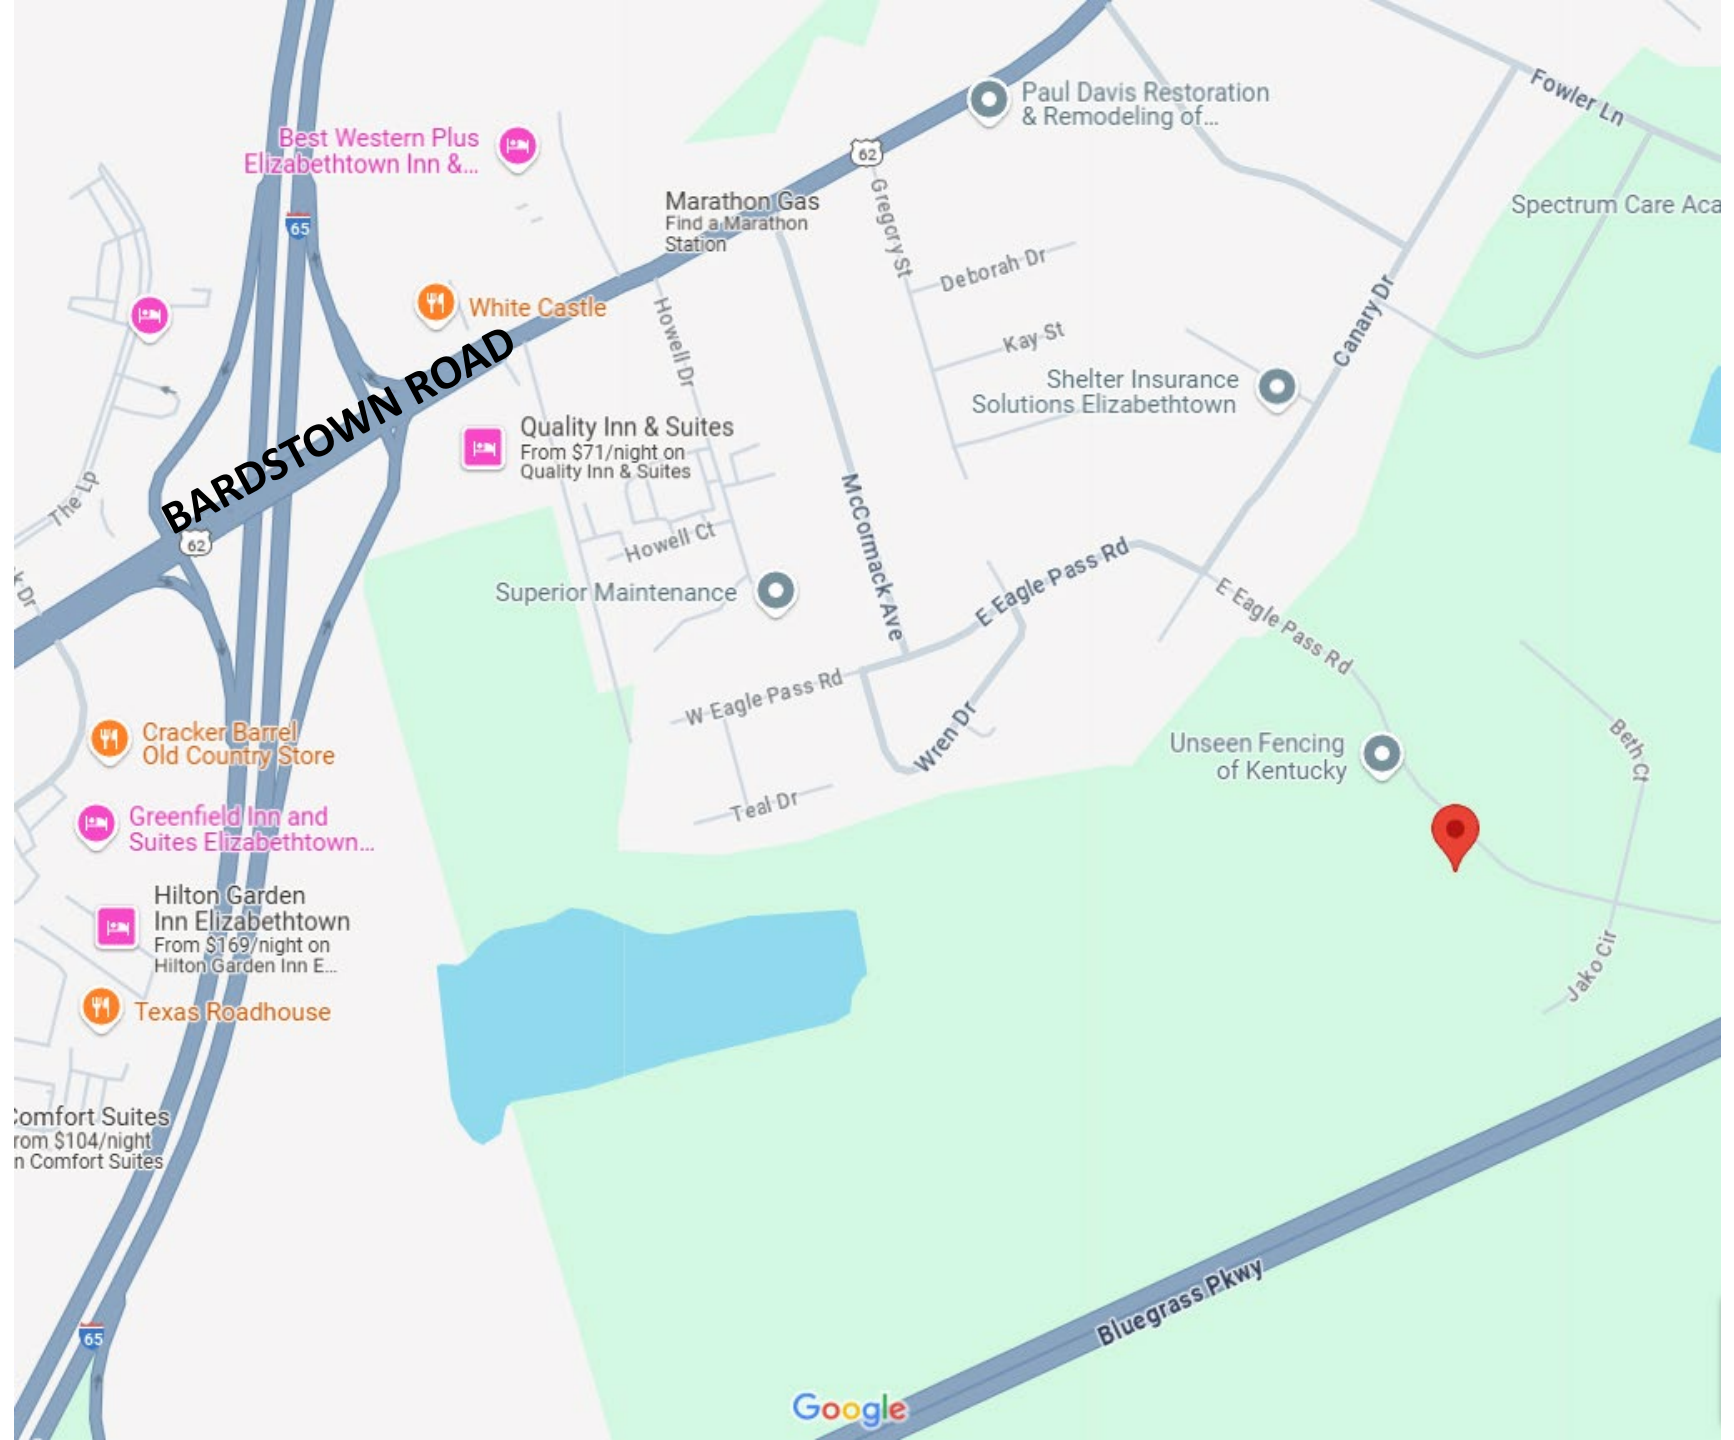 Fowler Ln
Paul Davis Restoration
& Remodeling of...
Best Western Plus
Elizabethtown Inn &...
62
Gregory St
Marathon Gas
Find a Marathon
Station
Spectrum Care Aca
65
Deborah Dr
White Castle
Howell Dr
Canary Dr
Kay St
BARDSTOWN ROAD
Shelter Insurance
Solutions Elizabethtown
Quality Inn & Suites
From $71/night on
Quality Inn & Suites
The Lp
McCormack Ave
62
Howell Ct
E Eagle Pass Rd
k Dr
Superior Maintenance
E Eagle Pass Rd
W Eagle Pass Rd
Wren Dr
Cracker Barrel
Old Country Store
Unseen Fencing
of Kentucky
Beth Ct
Teal Dr
Greenfield Inn and
Suites Elizabethtown...
Hilton Garden
Inn Elizabethtown
From $169/night on
Hilton Garden Inn E...
Jako Cir
Texas Roadhouse
Comfort Suites
rom $104/night
n Comfort Suites
Bluegrass Pkwy
65
Google